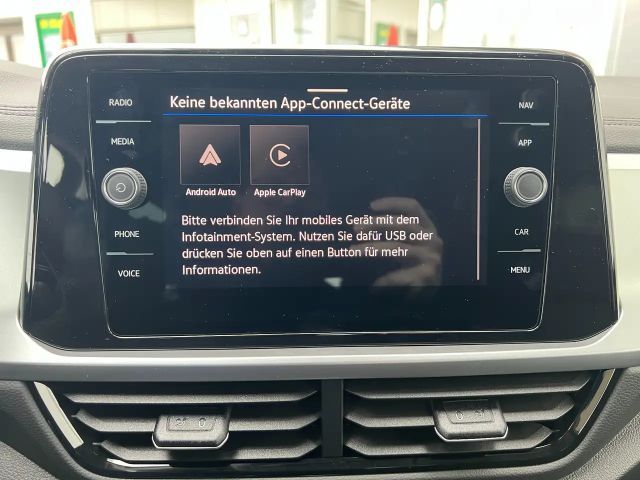 RADIO
MEDIA
PHONE
VOICE
Keine bekannten App-Connect-Geräte
Android Auto
Apple CarPlay
Bitte verbinden Sie Ihr mobiles Gerät mit dem
Infotainment-System. Nutzen Sie dafür USB oder
drücken Sie oben auf einen Button für mehr
Informationen.
NAV
APP
CAR
MENU
0
0